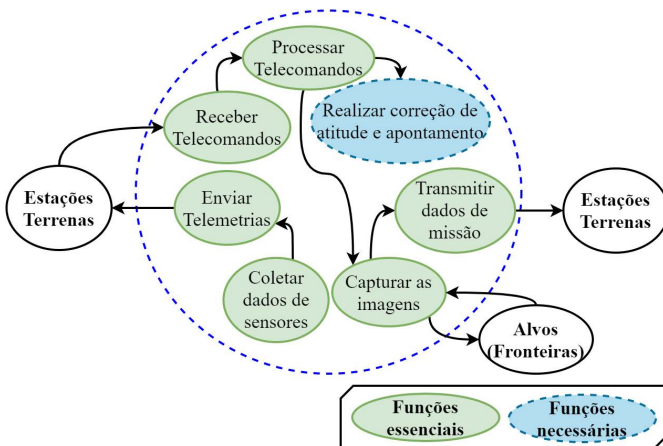 Processar
Telecomandos
Realizar correção de
atitude e apontamento
Receber
Telecomandos
Estações
Terrenas
Enviar
Telemetrias
Transmitir
dados de
missão
Estações
Terrenas
Coletar
dados de
sensores
Capturar as
imagens
Alvos
(Fronteiras)
Funções
essenciais
Funções
necessárias